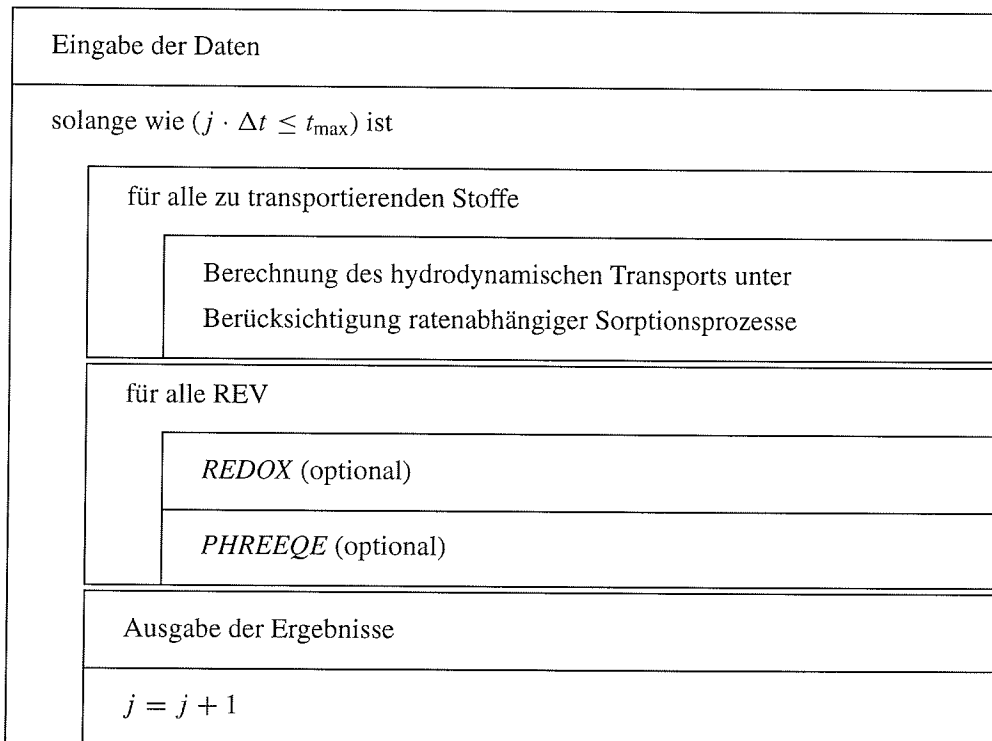 Eingabe der Daten
solange wie (j · Δt ≤ t_max) ist
für alle zu transportierenden Stoffe
Berechnung des hydrodynamischen Transports unter
Berücksichtigung ratenabhängiger Sorptionsprozesse
für alle REV
REDOX (optional)
PHREEQE (optional)
Ausgabe der Ergebnisse
j = j + 1